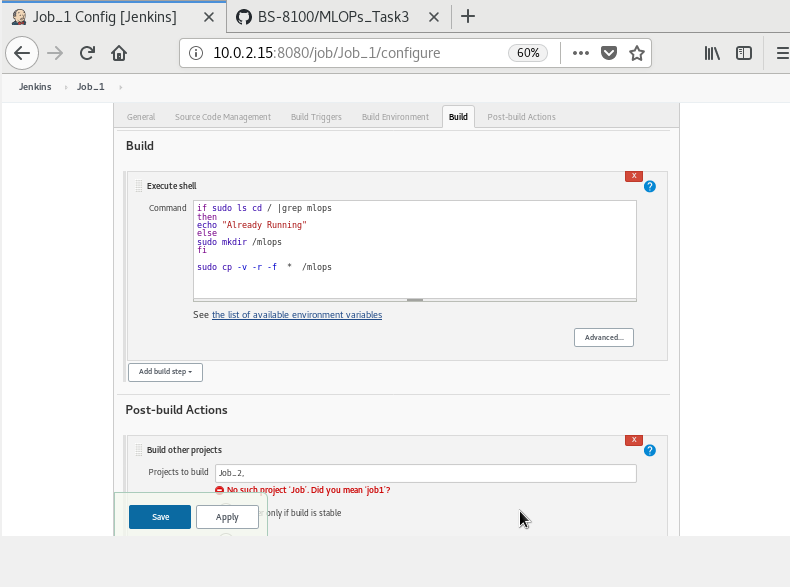 Job_1 Config [Jenkins]
BS-8100/MLOPs_Task3
10.0.2.15:8080/job/Job_1/configure
60%
Jenkins
Job_1
General
Source Code Management
Build Triggers
Build Environment
Build
Post-build Actions
Build
X
Execute shell
?
Command
if sudo ls cd / |grep mlops
then
echo "Already Running"
else
sudo mkdir /mlops
fi
sudo cp -v -r -f  *  /mlops
See the list of available environment variables
Advanced...
Add build step
Post-build Actions
X
Build other projects
?
Projects to build
Job_2,
No such project 'Job'. Did you mean 'job1'?
only if build is stable
Save
Apply